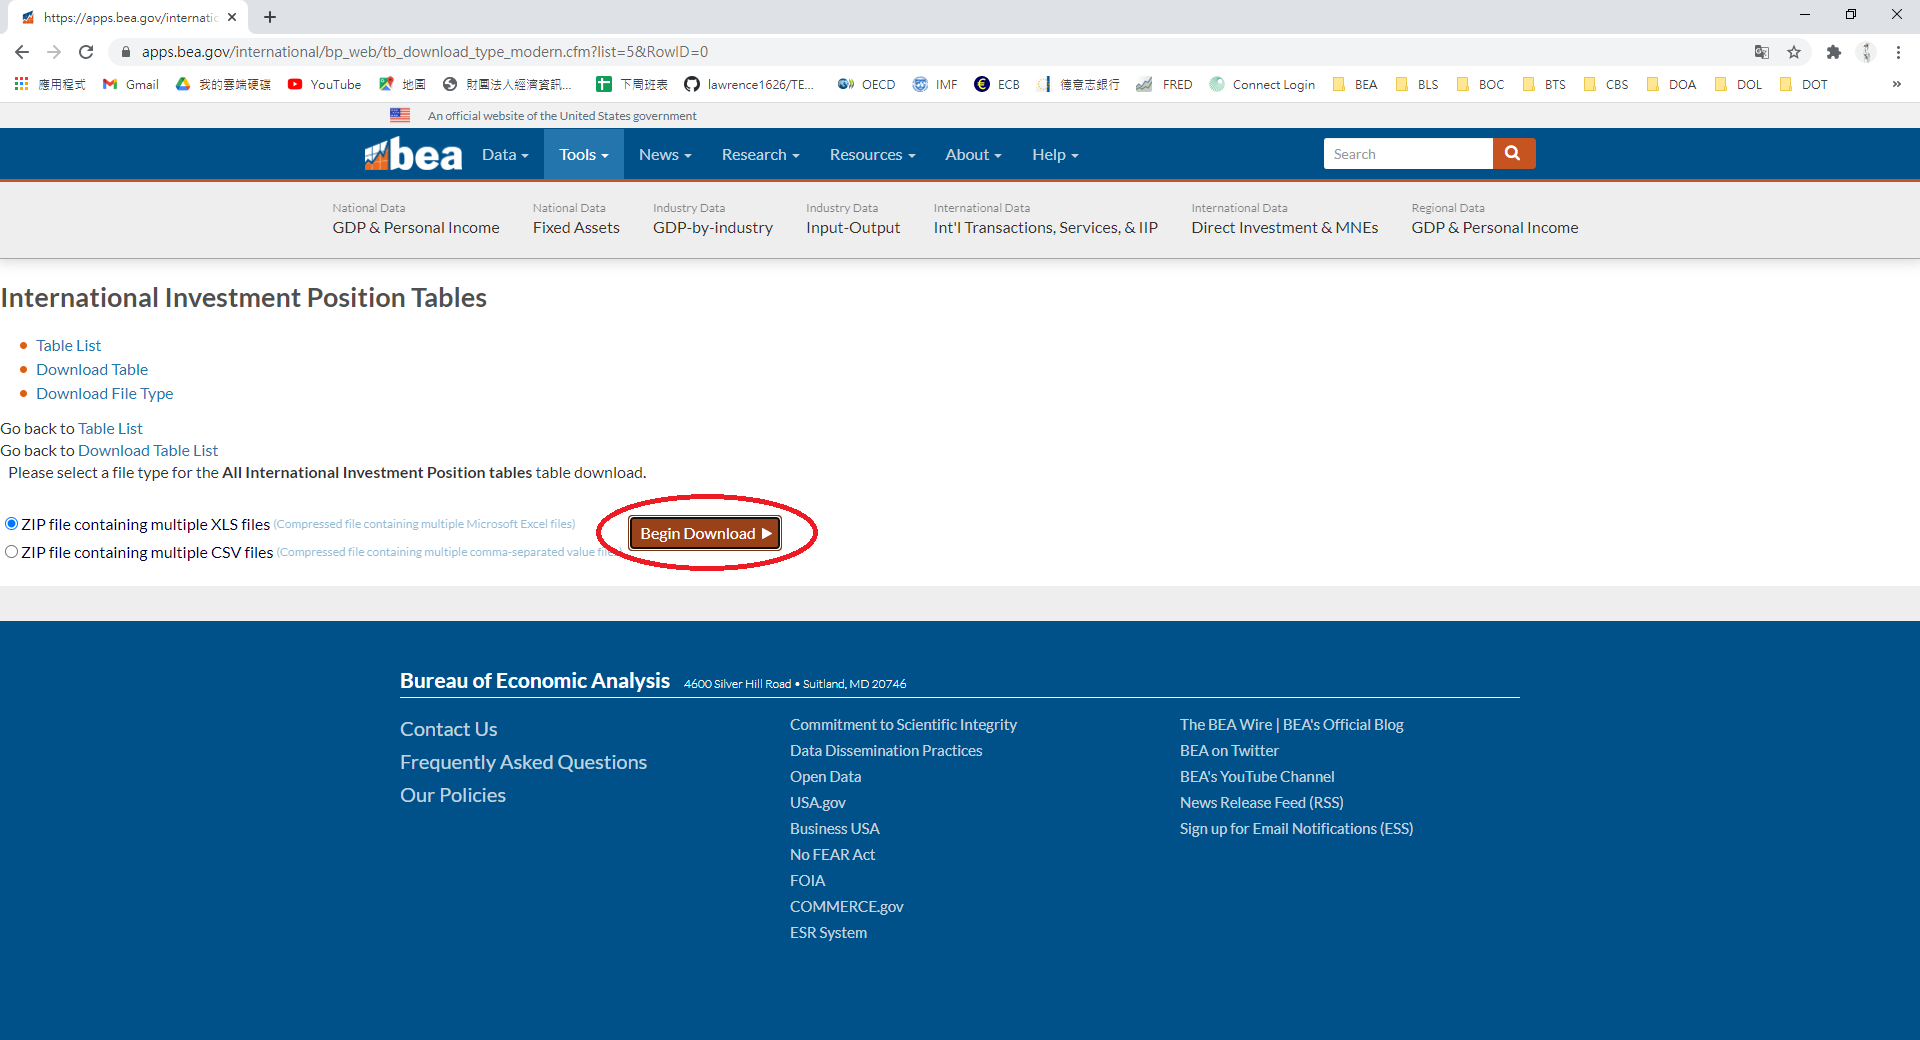 https://apps.bea.gov/internatic
apps.bea.gov/international/bp_web/tb_download_type_modern.cfm?list=5&RowID=0
應用程式 Gmail 我的雲端硬碟 YouTube 地圖 財團法人經濟資訊... 下周班表 lawrence1626/TE... OECD IMF ECB 德意志銀行 FRED Connect Login BEA BLS BOC BTS CBS DOA DOL DOT »
An official website of the United States government
bea Data Tools News Research Resources About Help Search
National Data National Data Industry Data Industry Data International Data International Data Regional Data
GDP & Personal Income Fixed Assets GDP-by-industry Input-Output Int'l Transactions, Services, & IIP Direct Investment & MNEs GDP & Personal Income
International Investment Position Tables
Table List
Download Table
Download File Type
Go back to Table List
Go back to Download Table List
Please select a file type for the All International Investment Position tables table download.
ZIP file containing multiple XLS files (Compressed file containing multiple Microsoft Excel files)
Begin Download
ZIP file containing multiple CSV files (Compressed file containing multiple comma-separated value files)
Bureau of Economic Analysis 4600 Silver Hill Road • Suitland, MD 20746
Contact Us
Frequently Asked Questions
Our Policies
Commitment to Scientific Integrity
Data Dissemination Practices
Open Data
USA.gov
Business USA
No FEAR Act
FOIA
COMMERCE.gov
ESR System
The BEA Wire | BEA's Official Blog
BEA on Twitter
BEA's YouTube Channel
News Release Feed (RSS)
Sign up for Email Notifications (ESS)